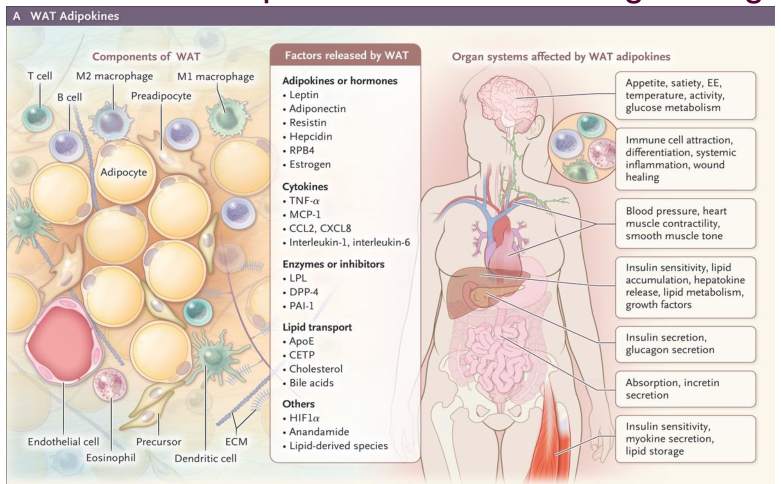 A WAT Adipokines
Components of WAT
T cell
M2 macrophage
M1 macrophage
B cell
Preadipocyte
Adipocyte
Endothelial cell
Eosinophil
Precursor
Dendritic cell
ECM
Factors released by WAT
Adipokines or hormones
• Leptin
• Adiponectin
• Resistin
• Hepcidin
• RPB4
• Estrogen
Cytokines
• TNF-α
• MCP-1
• CCL2, CXCL8
• Interleukin-1, interleukin-6
Enzymes or inhibitors
• LPL
• DPP-4
• PAI-1
Lipid transport
• ApoE
• CETP
• Cholesterol
• Bile acids
Others
• HIF1α
• Anandamide
• Lipid-derived species
Organ systems affected by WAT adipokines
Appetite, satiety, EE,
temperature, activity,
glucose metabolism
Immune cell attraction,
differentiation, systemic
inflammation, wound
healing
Blood pressure, heart
muscle contractility,
smooth muscle tone
Insulin sensitivity, lipid
accumulation, hepatokine
release, lipid metabolism,
growth factors
Insulin secretion,
glucagon secretion
Absorption, incretin
secretion
Insulin sensitivity,
myokine secretion,
lipid storage